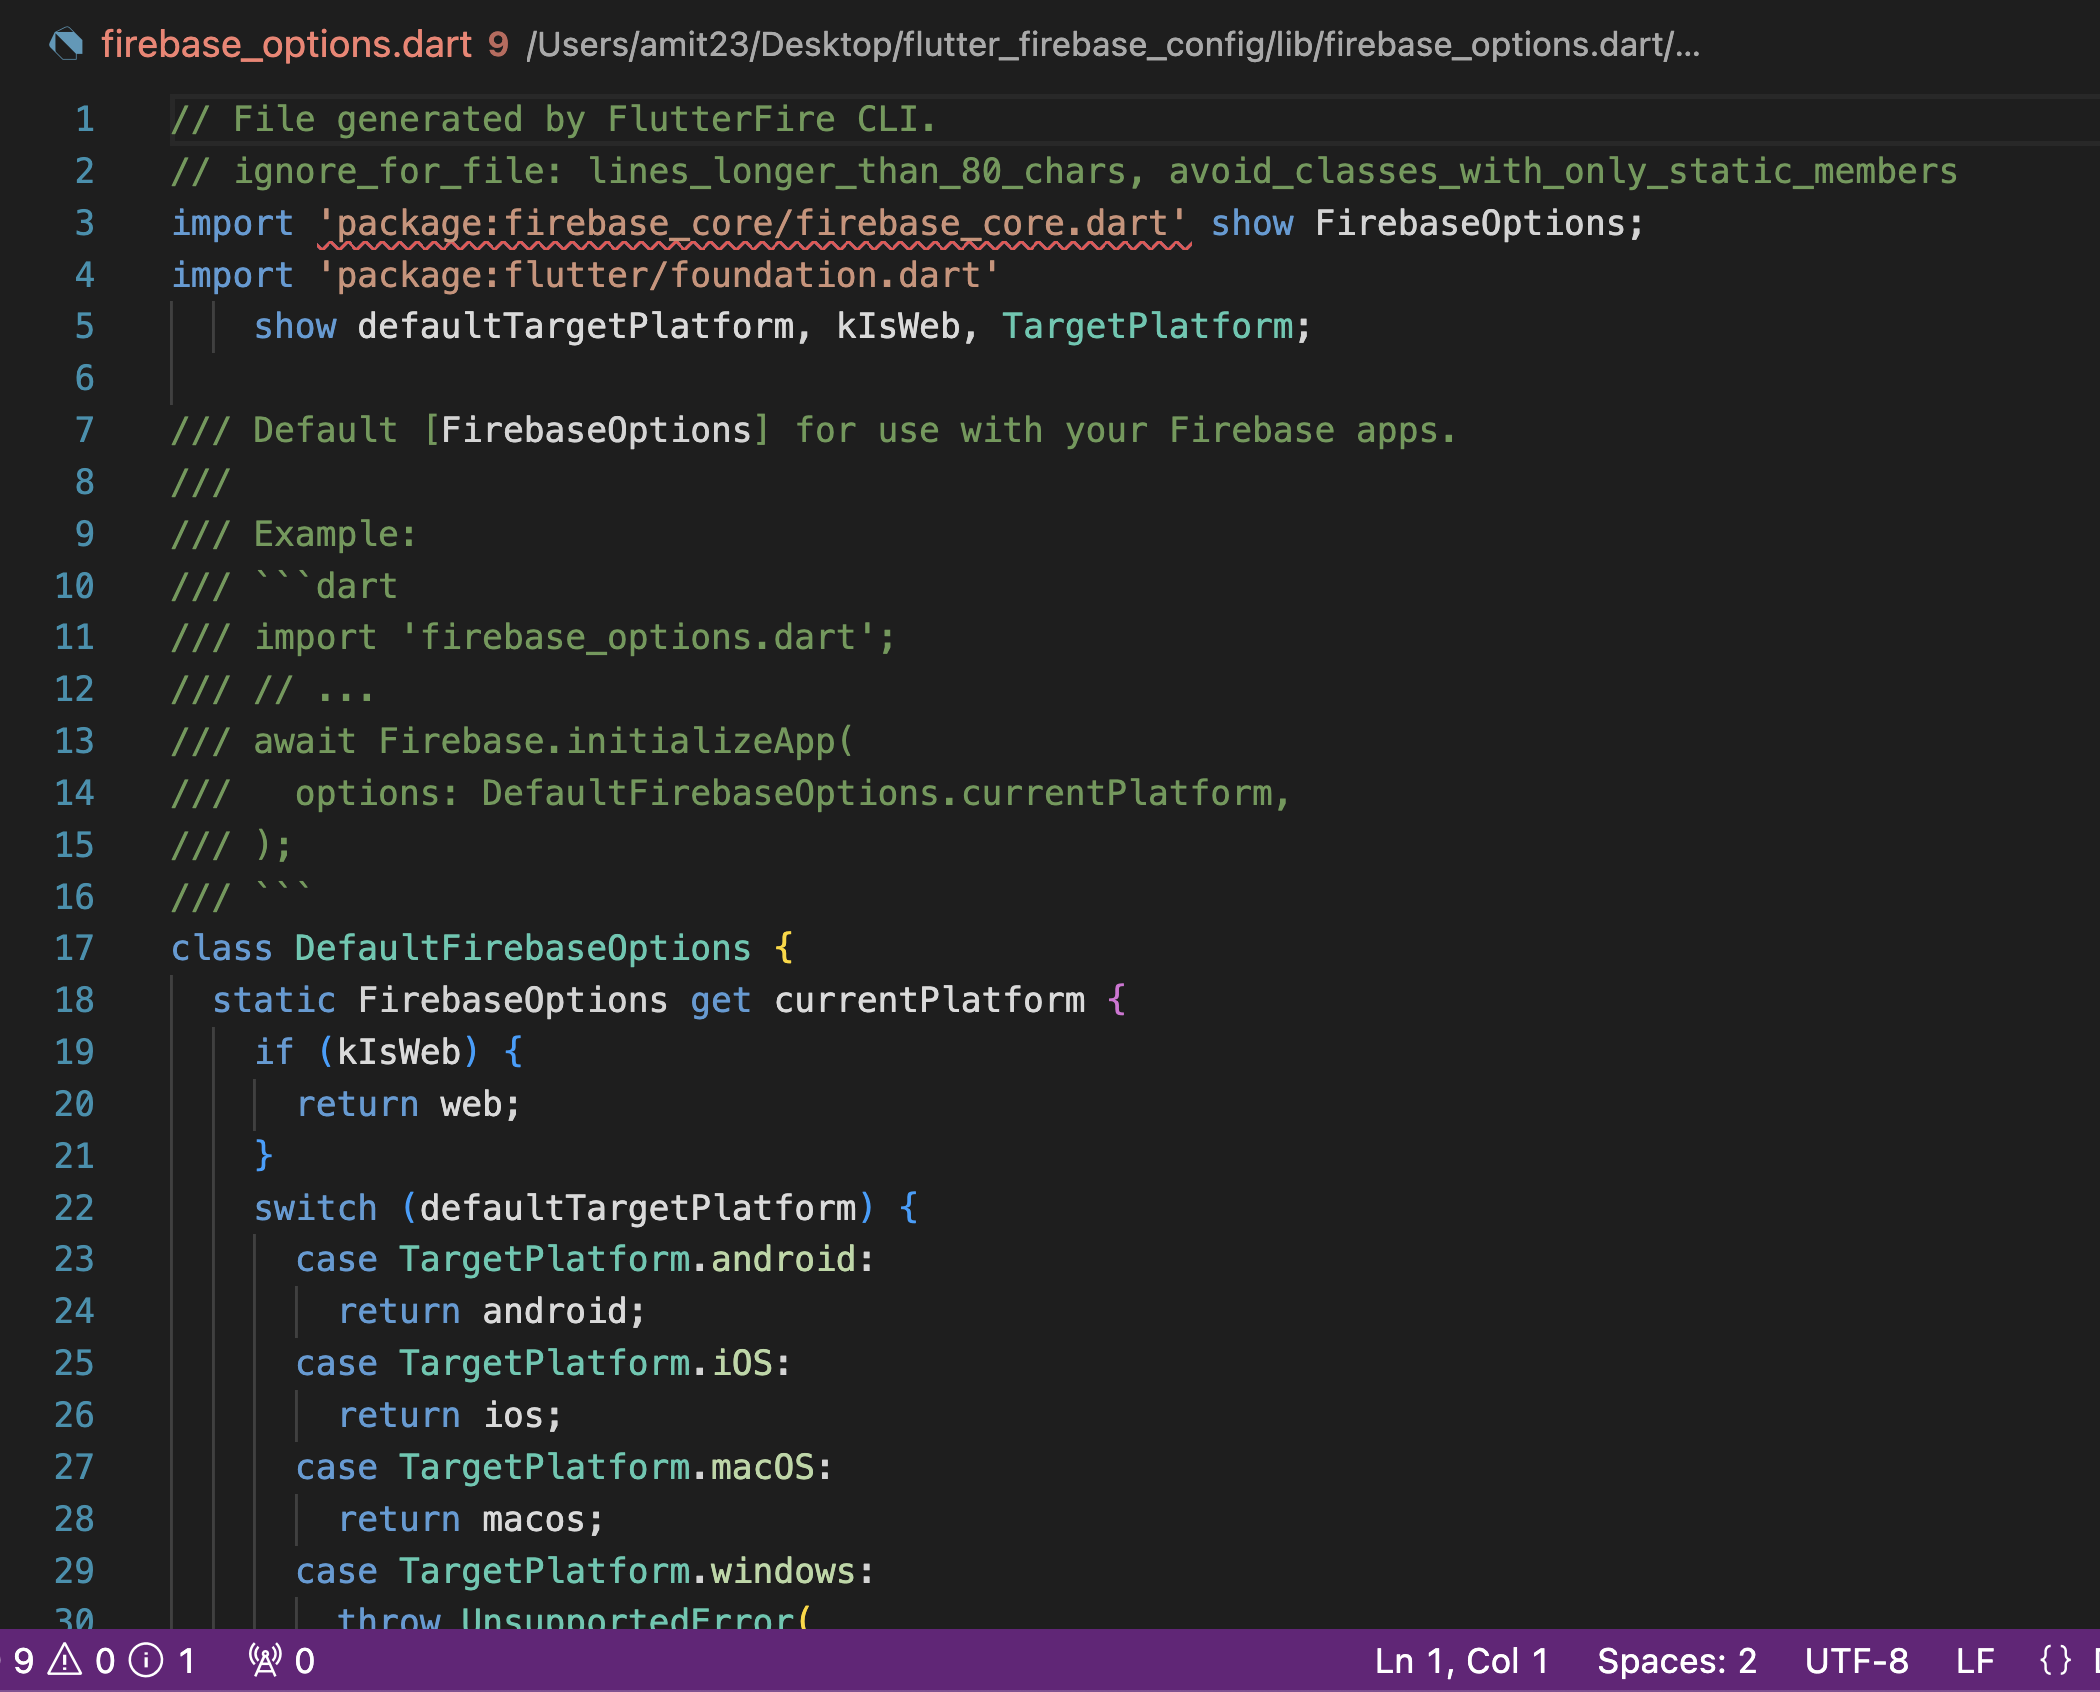 firebase_options.dart 9 /Users/amit23/Desktop/flutter_firebase_config/lib/firebase_options.dart/...
1 // File generated by FlutterFire CLI.
2 // ignore_for_file: lines_longer_than_80_chars, avoid_classes_with_only_static_members
3 import 'package:firebase_core/firebase_core.dart' show FirebaseOptions;
4 import 'package:flutter/foundation.dart'
5     show defaultTargetPlatform, kIsWeb, TargetPlatform;
6
7 /// Default [FirebaseOptions] for use with your Firebase apps.
8 ///
9 /// Example:
10 /// ```dart
11 /// import 'firebase_options.dart';
12 /// // ...
13 /// await Firebase.initializeApp(
14 ///   options: DefaultFirebaseOptions.currentPlatform,
15 /// );
16 /// ```
17 class DefaultFirebaseOptions {
18   static FirebaseOptions get currentPlatform {
19     if (kIsWeb) {
20       return web;
21     }
22     switch (defaultTargetPlatform) {
23       case TargetPlatform.android:
24         return android;
25       case TargetPlatform.iOS:
26         return ios;
27       case TargetPlatform.macOS:
28         return macos;
29       case TargetPlatform.windows:
30         throw UnsupportedError(
9 0 1 0 Ln 1, Col 1 Spaces: 2 UTF-8 LF {}